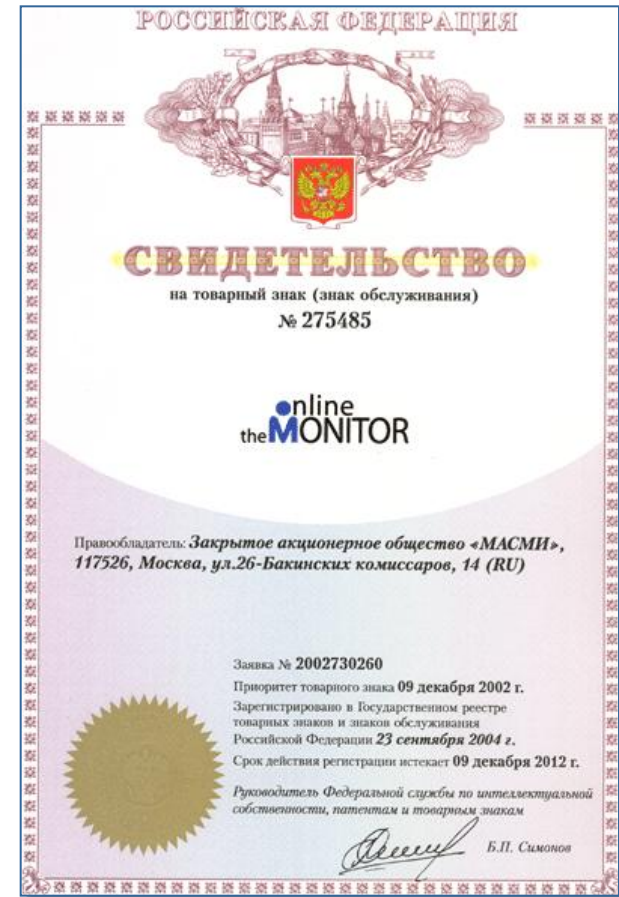 РОССИЙСКАЯ ФЕДЕРАЦИЯ
СВИДЕТЕЛЬСТВО
на товарный знак (знак обслуживания)
№ 275485
online
the MONITOR
Правообладатель: Закрытое акционерное общество «МАСМИ»,
117526, Москва, ул.26-Бакинских комиссаров, 14 (RU)
Заявка № 2002730260
Приоритет товарного знака 09 декабря 2002 г.
Зарегистрировано в Государственном реестре
товарных знаков и знаков обслуживания
Российской Федерации 23 сентября 2004 г.
Срок действия регистрации истекает 09 декабря 2012 г.
Руководитель Федеральной службы по интеллектуальной
собственности, патентам и товарным знакам
Б.П. Симонов